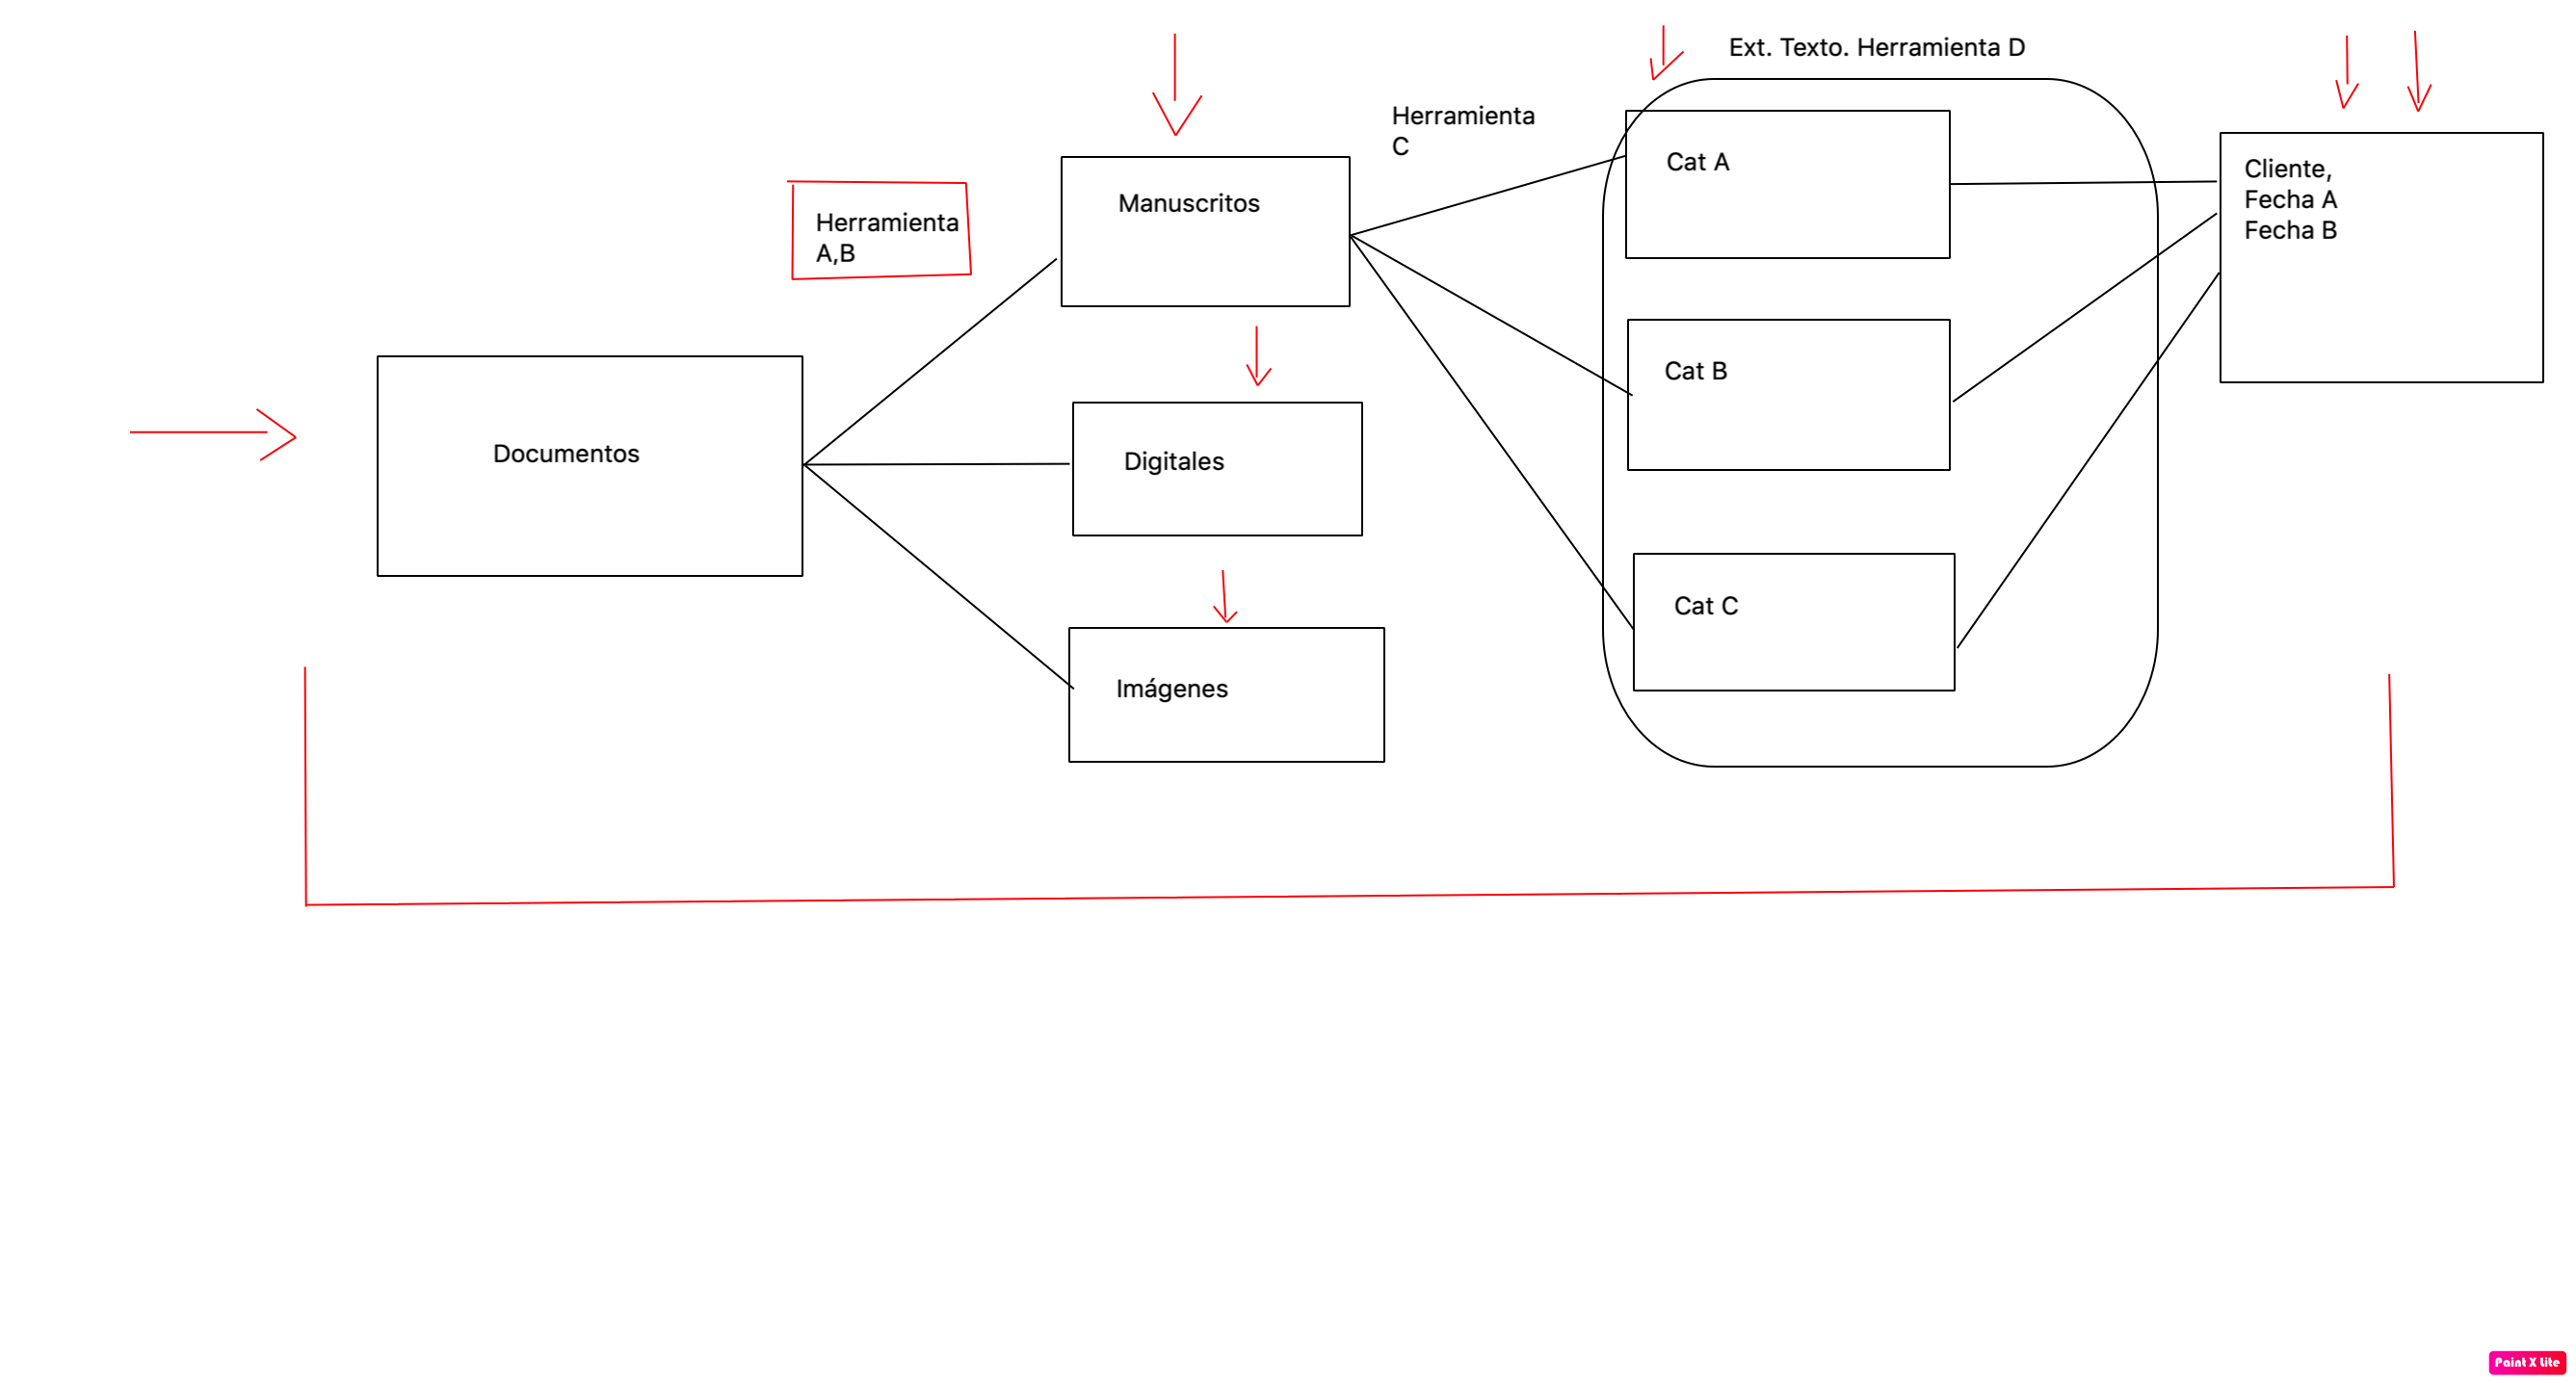 Ext. Texto. Herramienta D
Herramienta
C
Cat A
Cliente,
Fecha A
Fecha B
Manuscritos
Herramienta
A,B
Cat B
Documentos
Digitales
Cat C
Imágenes
Paint X Lite